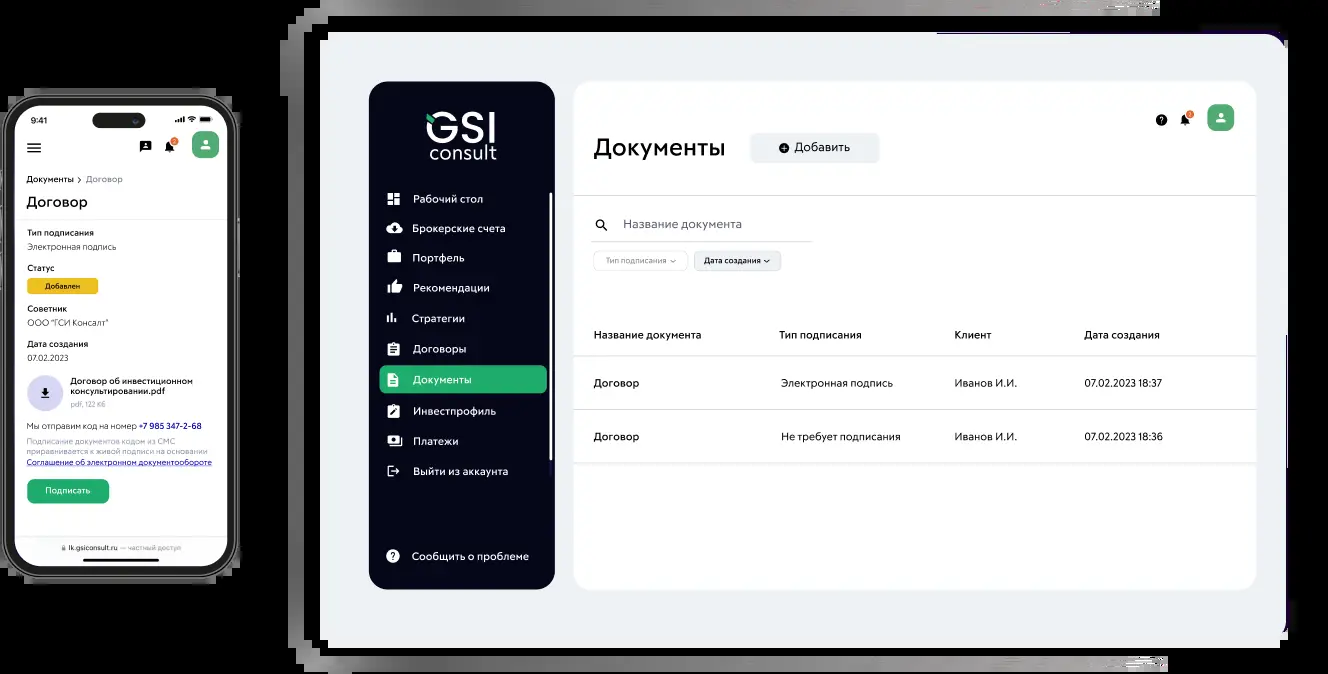 9:41
Документы > Договор
Договор
Тип подписания
Электронная подпись
Статус
Добавлен
Советник
ООО "ГСИ Консалт"
Дата создания
07.02.2023
Договор об инвестиционном
консультировании.pdf
pdf, 122 Кб
Мы отправим код на номер +7 985 347-2-68
Подписание документов кодом из СМС
приравнивается к живой подписи на основании
Соглашение об электронном документообороте
Подписать
lk.gsiconsult.ru — частный доступ
GSI
consult
Рабочий стол
Брокерские счета
Портфель
Рекомендации
Стратегии
Договоры
Документы
Инвестпрофиль
Платежи
Выйти из аккаунта
Сообщить о проблеме
Документы
Добавить
Название документа
Тип подписания
Дата создания
Название документа Тип подписания Клиент Дата создания
Договор Электронная подпись Иванов И.И. 07.02.2023 18:37
Договор Не требует подписания Иванов И.И. 07.02.2023 18:36